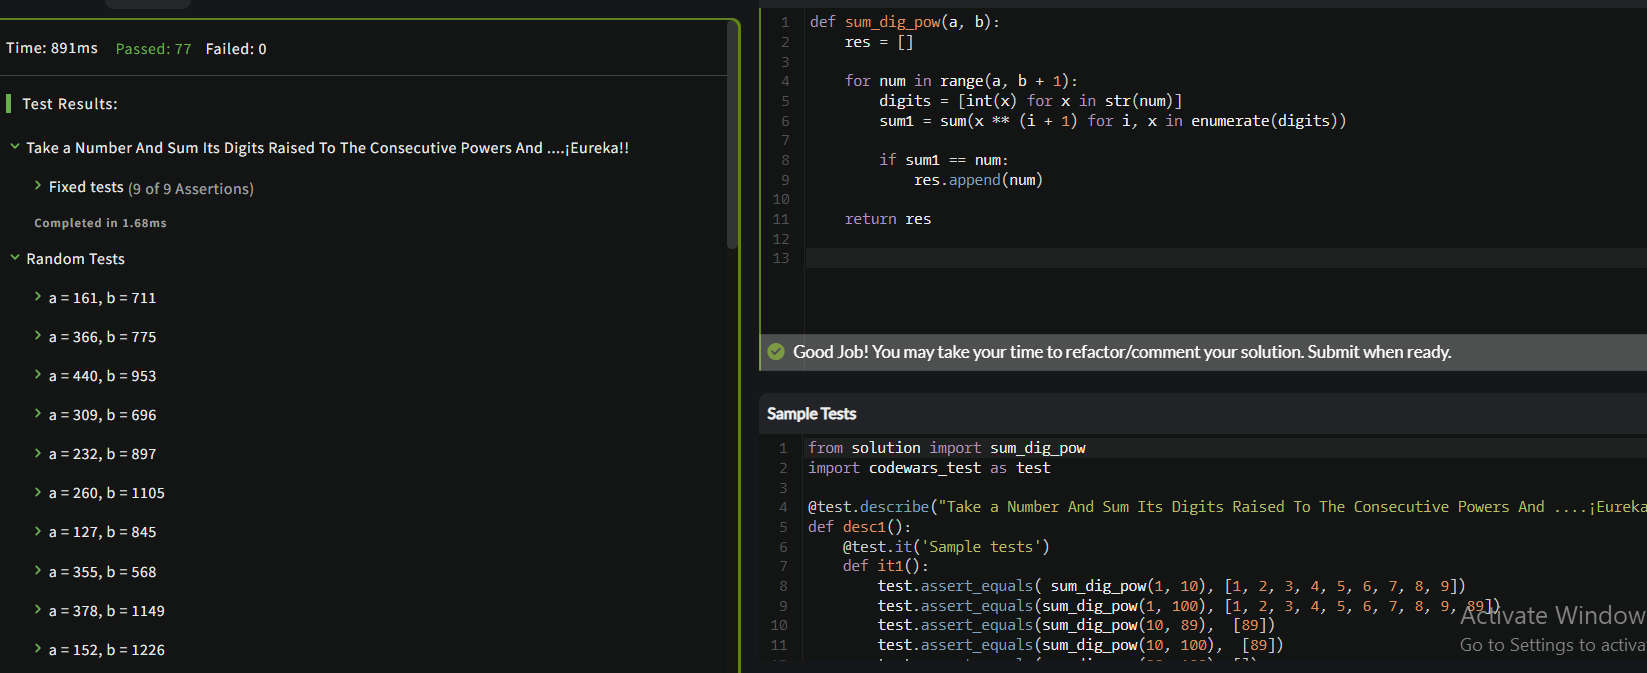 Time: 891ms Passed: 77 Failed: 0
Test Results:
Take a Number And Sum Its Digits Raised To The Consecutive Powers And ....¡Eureka!!
Fixed tests (9 of 9 Assertions)
Completed in 1.68ms
Random Tests
a = 161, b = 711
a = 366, b = 775
a = 440, b = 953
a = 309, b = 696
a = 232, b = 897
a = 260, b = 1105
a = 127, b = 845
a = 355, b = 568
a = 378, b = 1149
a = 152, b = 1226
1 def sum_dig_pow(a, b):
2     res = []
3
4     for num in range(a, b + 1):
5         digits = [int(x) for x in str(num)]
6         sum1 = sum(x ** (i + 1) for i, x in enumerate(digits))
7
8         if sum1 == num:
9             res.append(num)
10
11     return res
12
13
Good Job! You may take your time to refactor/comment your solution. Submit when ready.
Sample Tests
1 from solution import sum_dig_pow
2 import codewars_test as test
3
4 @test.describe("Take a Number And Sum Its Digits Raised To The Consecutive Powers And ....¡Eureka
5 def desc1():
6     @test.it('Sample tests')
7     def it1():
8         test.assert_equals( sum_dig_pow(1, 10), [1, 2, 3, 4, 5, 6, 7, 8, 9])
9         test.assert_equals(sum_dig_pow(1, 100), [1, 2, 3, 4, 5, 6, 7, 8, 9, 89])
10         test.assert_equals(sum_dig_pow(10, 89),  [89])
11         test.assert_equals(sum_dig_pow(10, 100),  [89])
Activate Window
Go to Settings to activa